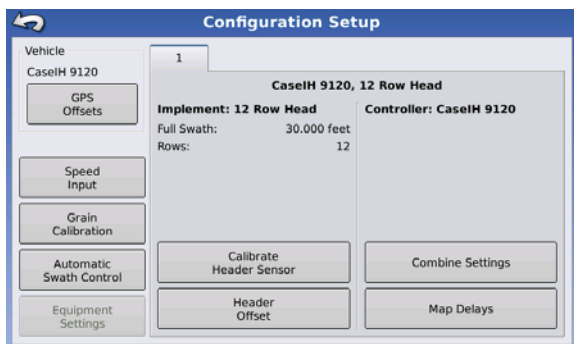 Configuration Setup
Vehicle
CaseIH 9120
GPS
Offsets
Speed
Input
Grain
Calibration
Automatic
Swath Control
Equipment
Settings
1
CaseIH 9120, 12 Row Head
Implement: 12 Row Head
Full Swath: 30.000 feet
Rows: 12
Calibrate
Header Sensor
Header
Offset
Controller: CaseIH 9120
Combine Settings
Map Delays